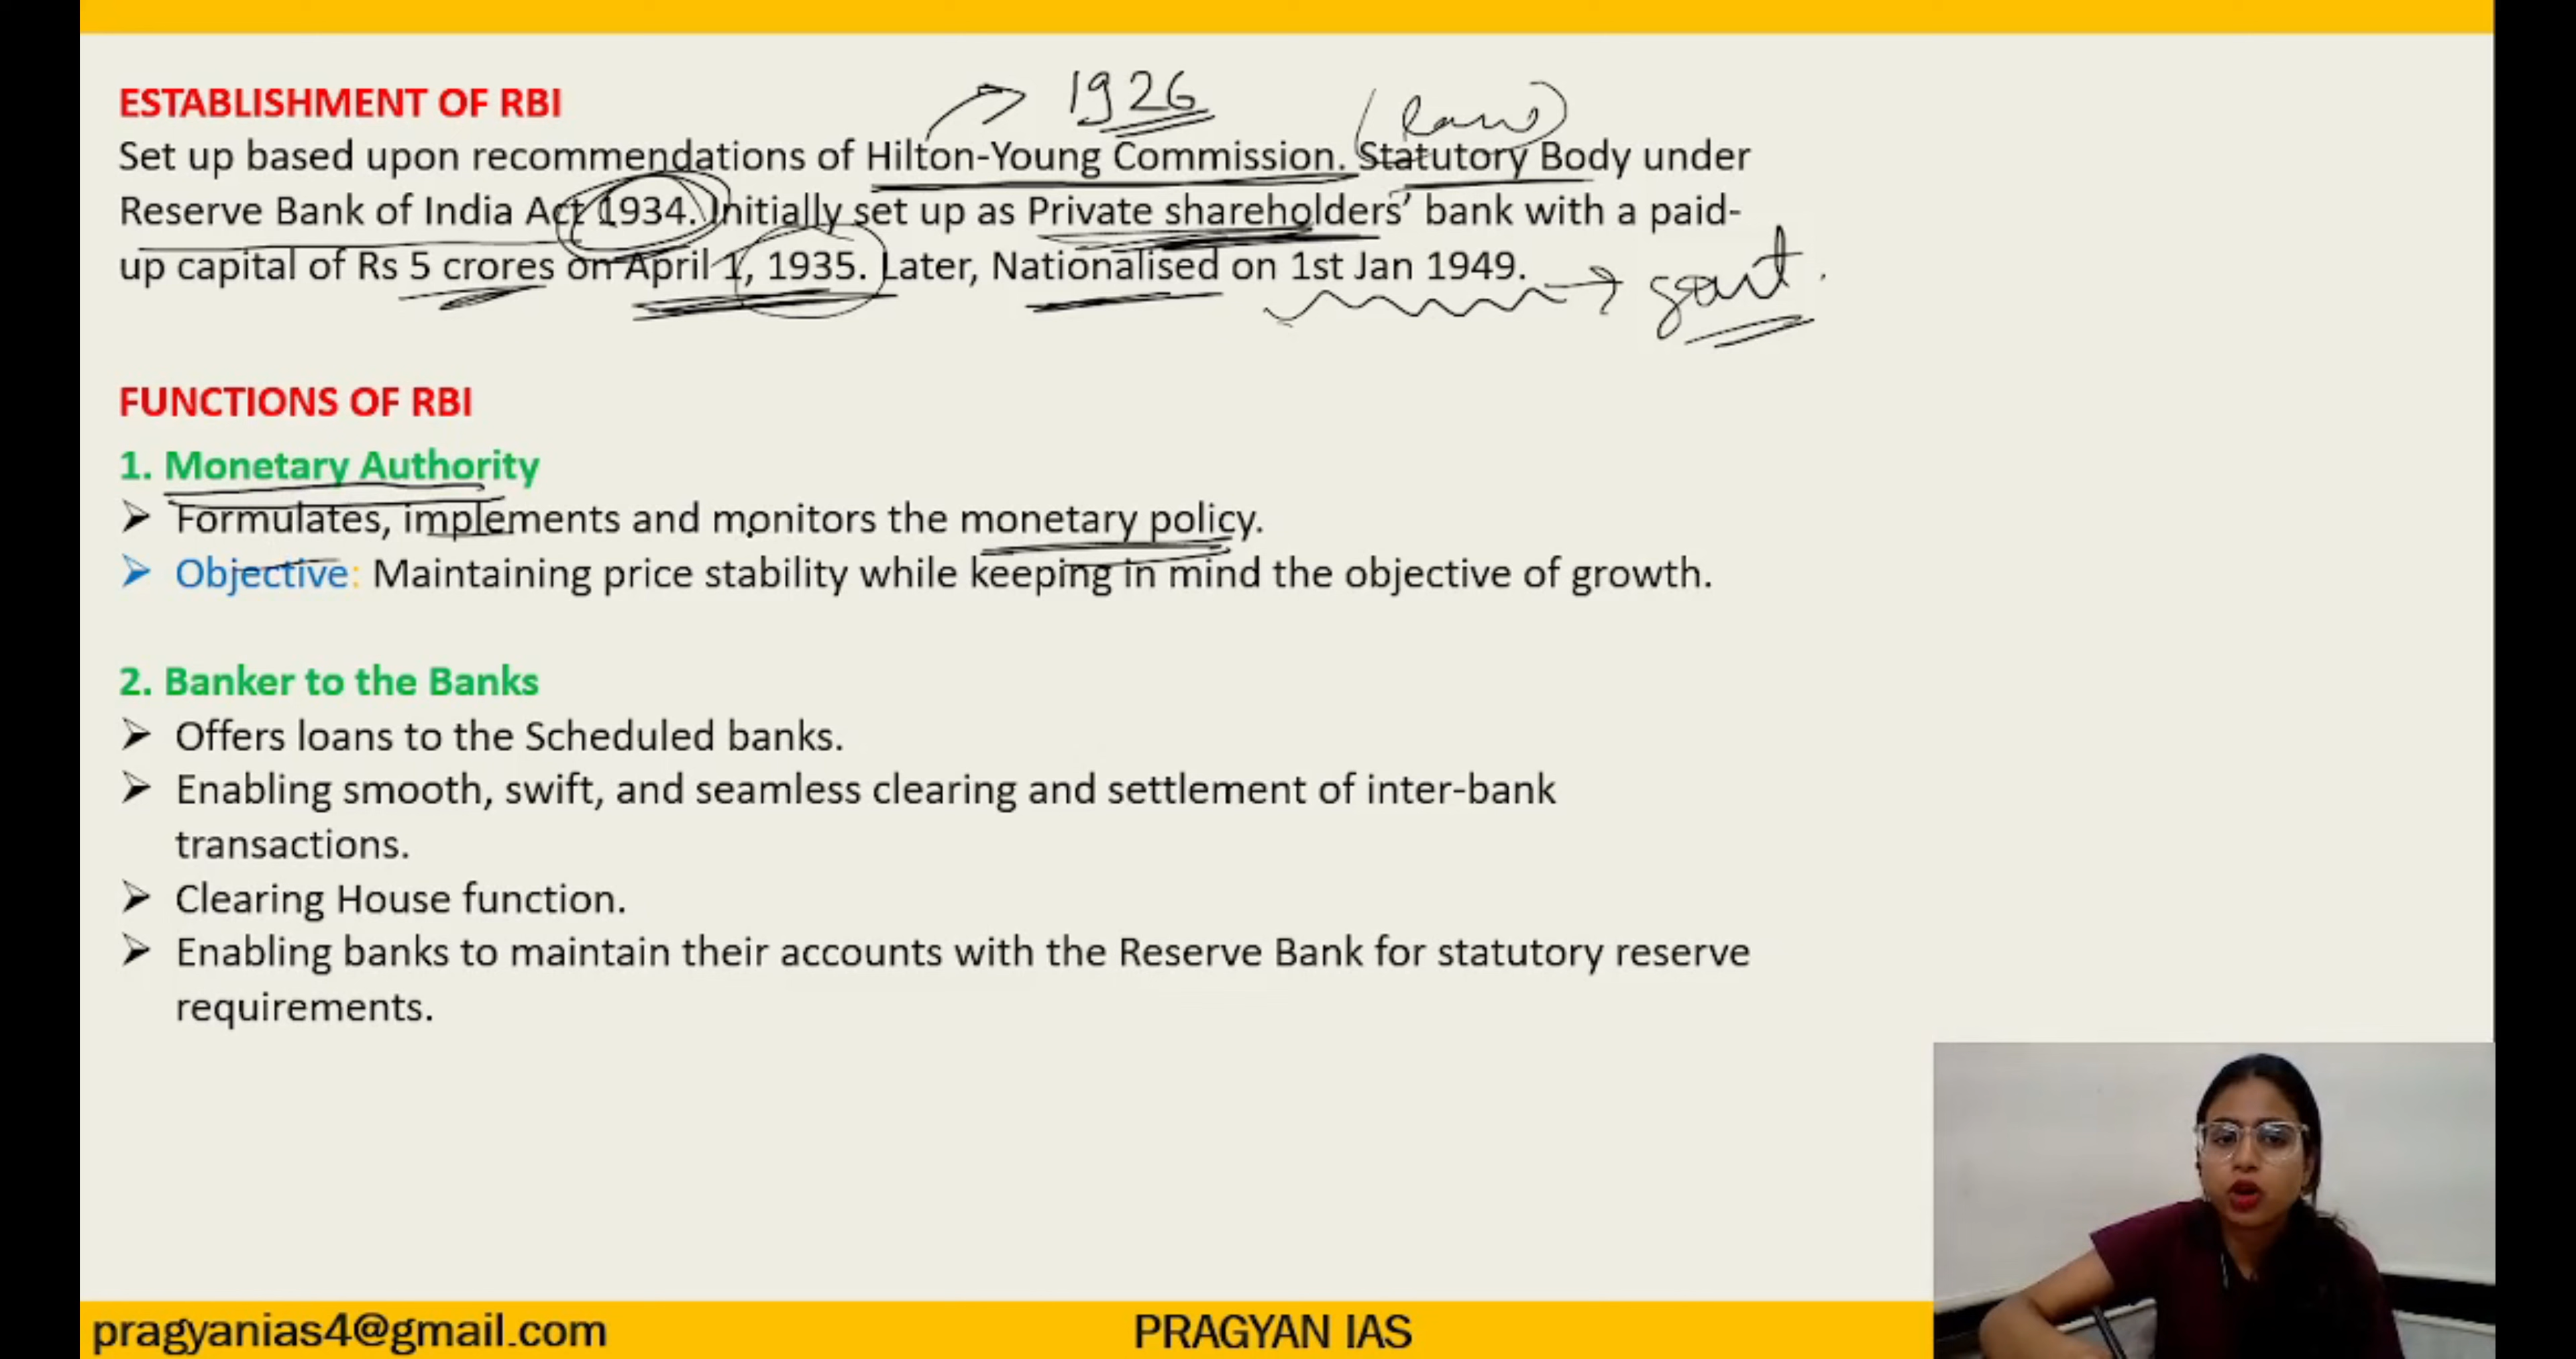 ESTABLISHMENT OF RBI
1926
(law)
Set up based upon recommendations of Hilton-Young Commission. Statutory Body under
Reserve Bank of India Act 1934. Initially set up as Private shareholders’ bank with a paid-
up capital of Rs 5 crores on April 1, 1935. Later, Nationalised on 1st Jan 1949.
govt.
FUNCTIONS OF RBI
1. Monetary Authority
➢ Formulates, implements and monitors the monetary policy.
➢ Objective: Maintaining price stability while keeping in mind the objective of growth.
2. Banker to the Banks
➢ Offers loans to the Scheduled banks.
➢ Enabling smooth, swift, and seamless clearing and settlement of inter-bank
transactions.
➢ Clearing House function.
➢ Enabling banks to maintain their accounts with the Reserve Bank for statutory reserve
requirements.
pragyanias4@gmail.com
PRAGYAN IAS